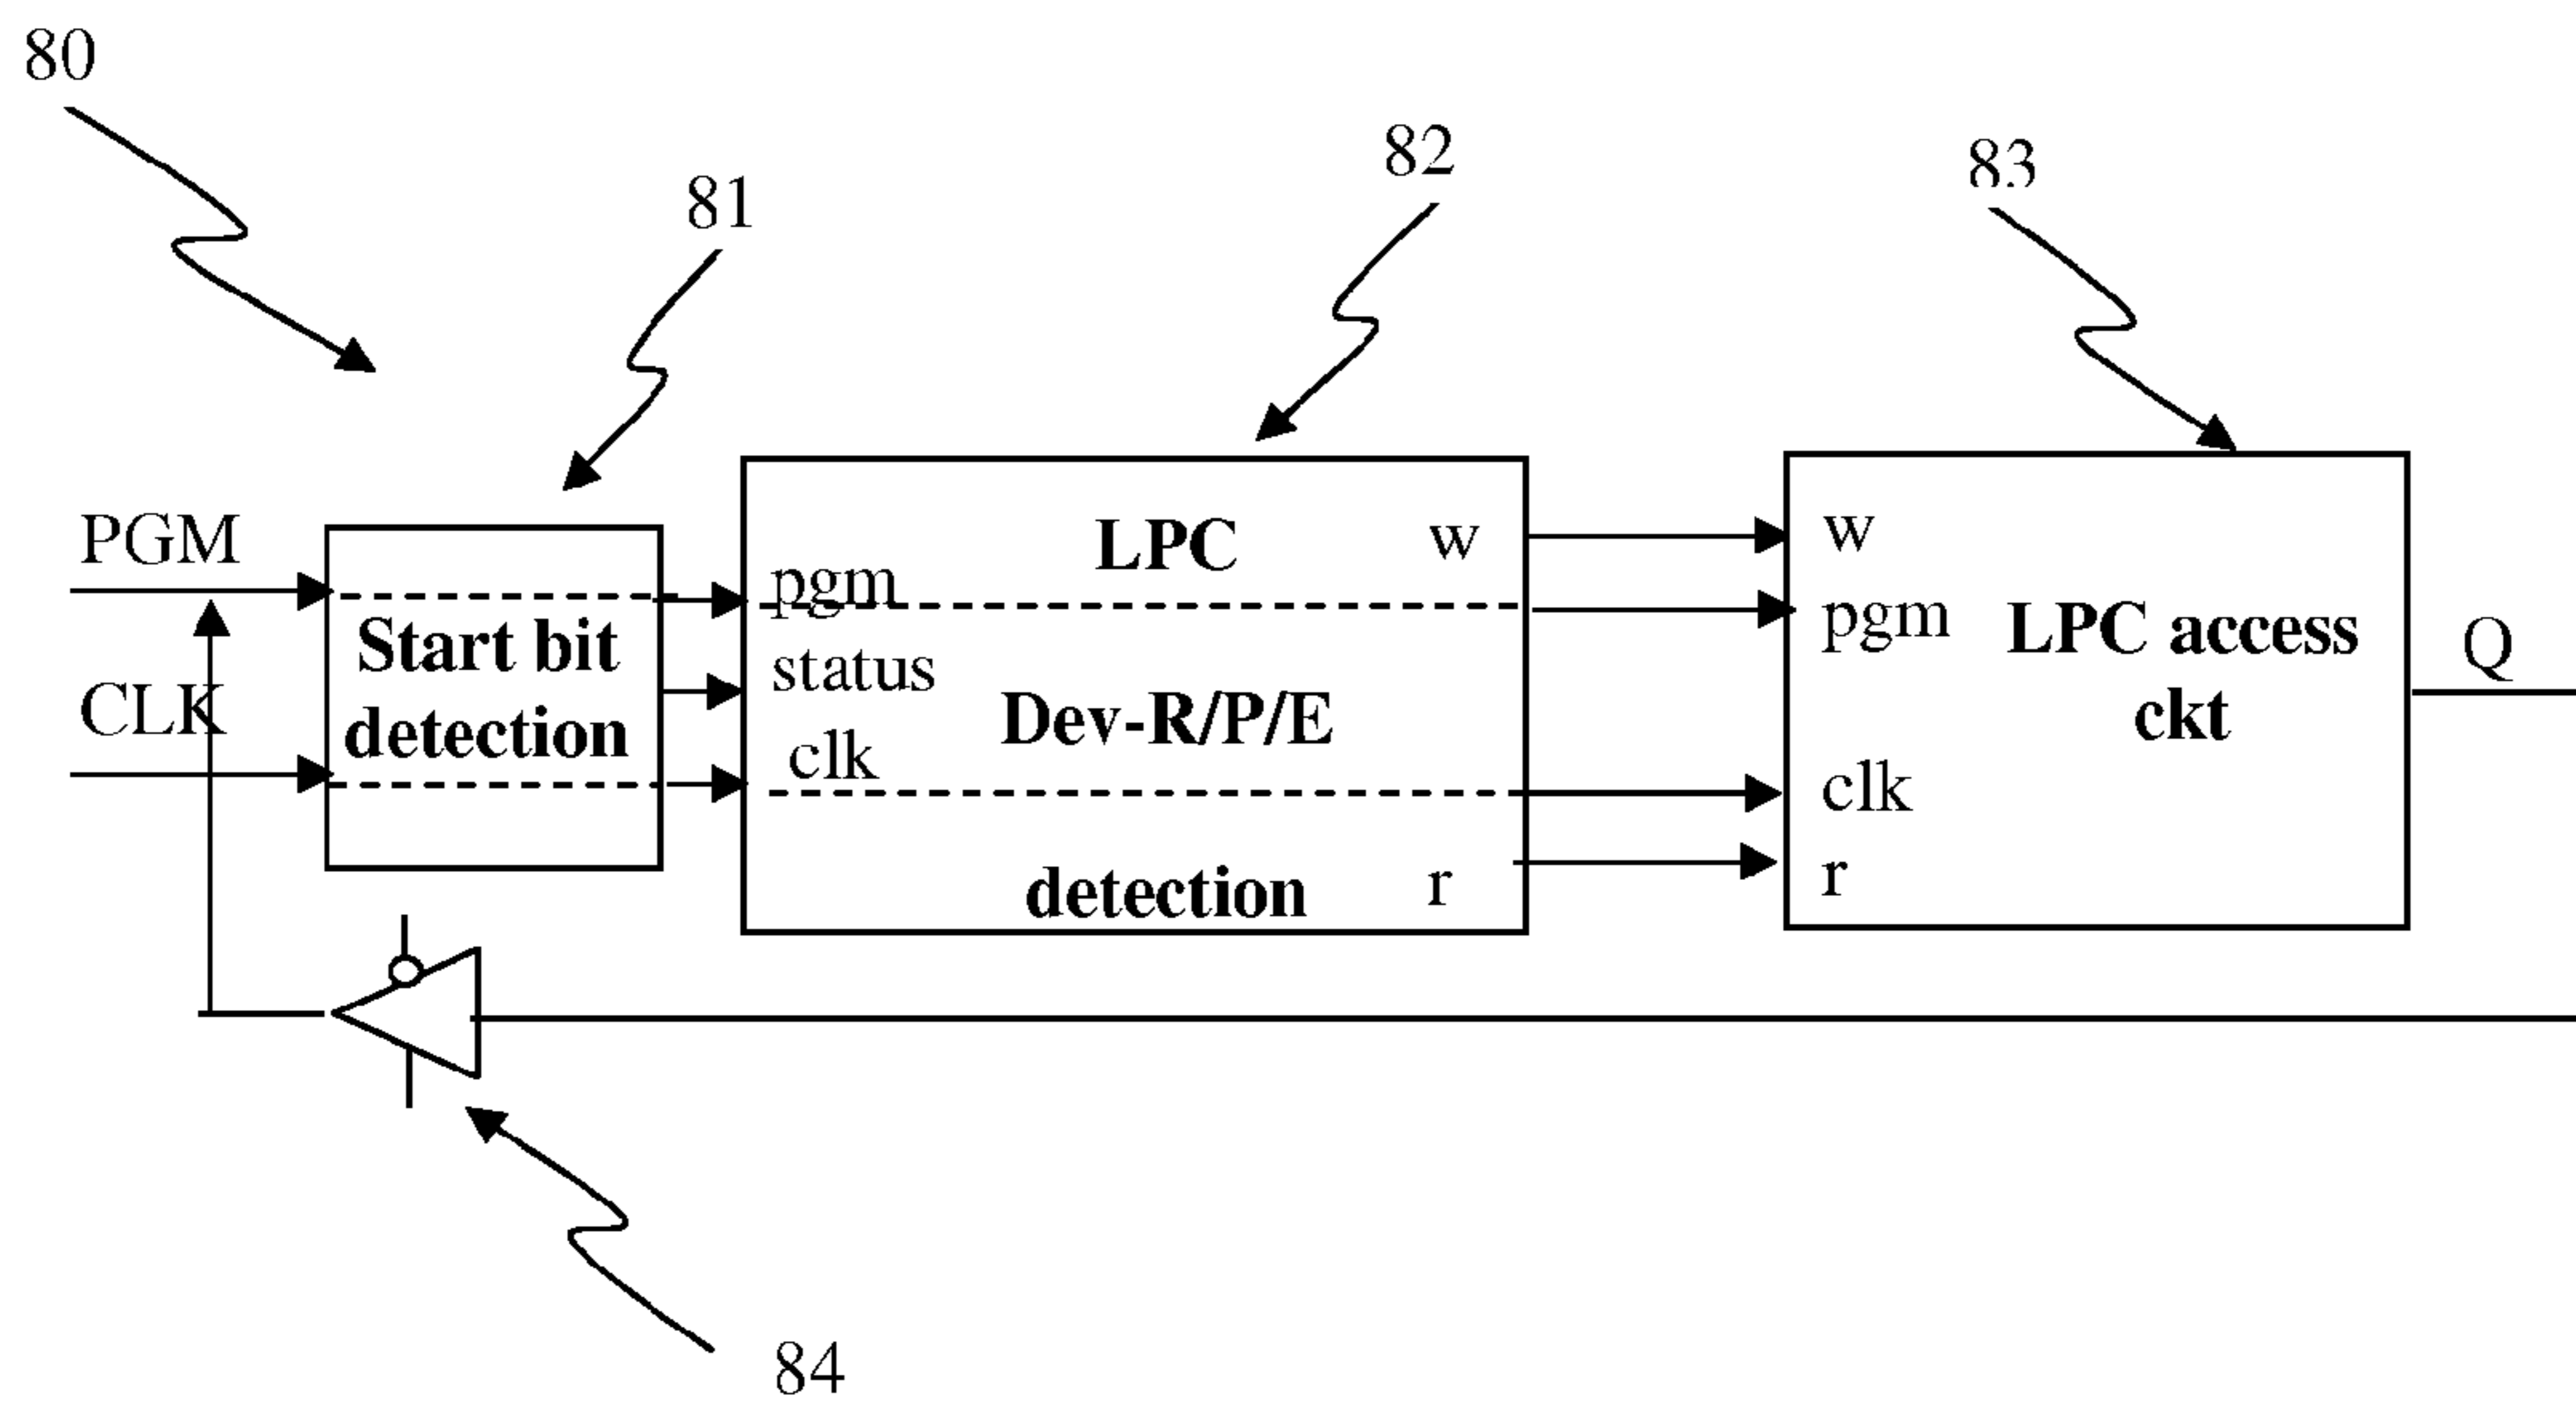 80
81
82
83
PGM
CLK
Start bit
detection
pgm
status
clk
LPC
Dev-R/P/E
detection
w
r
w
pgm
clk
r
LPC access
ckt
Q
84